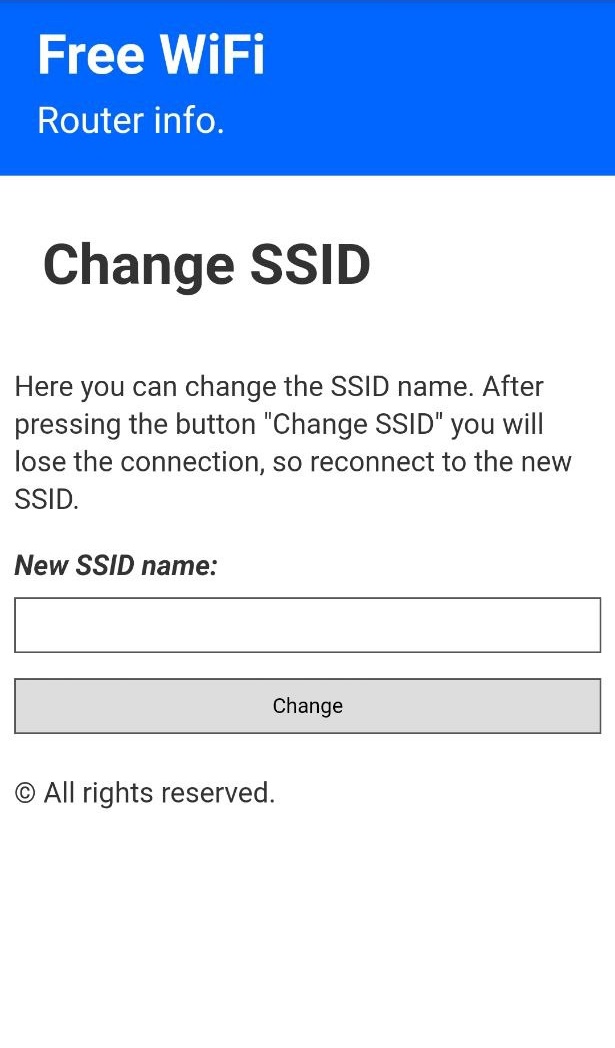 Free WiFi
Router info.
Change SSID
Here you can change the SSID name. After
pressing the button "Change SSID" you will
lose the connection, so reconnect to the new
SSID.
New SSID name:
Change
© All rights reserved.